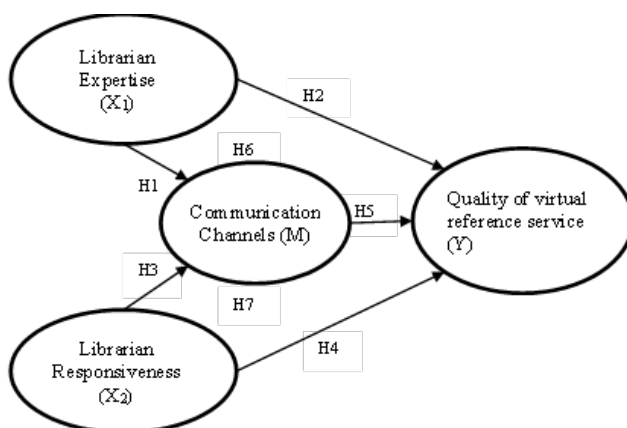 Librarian
Expertise
(X1)
H2
H6
H1
Communication
Channels (M)
H5
Quality of virtual
reference service
(Y)
H3
H7
H4
Librarian
Responsiveness
(X2)